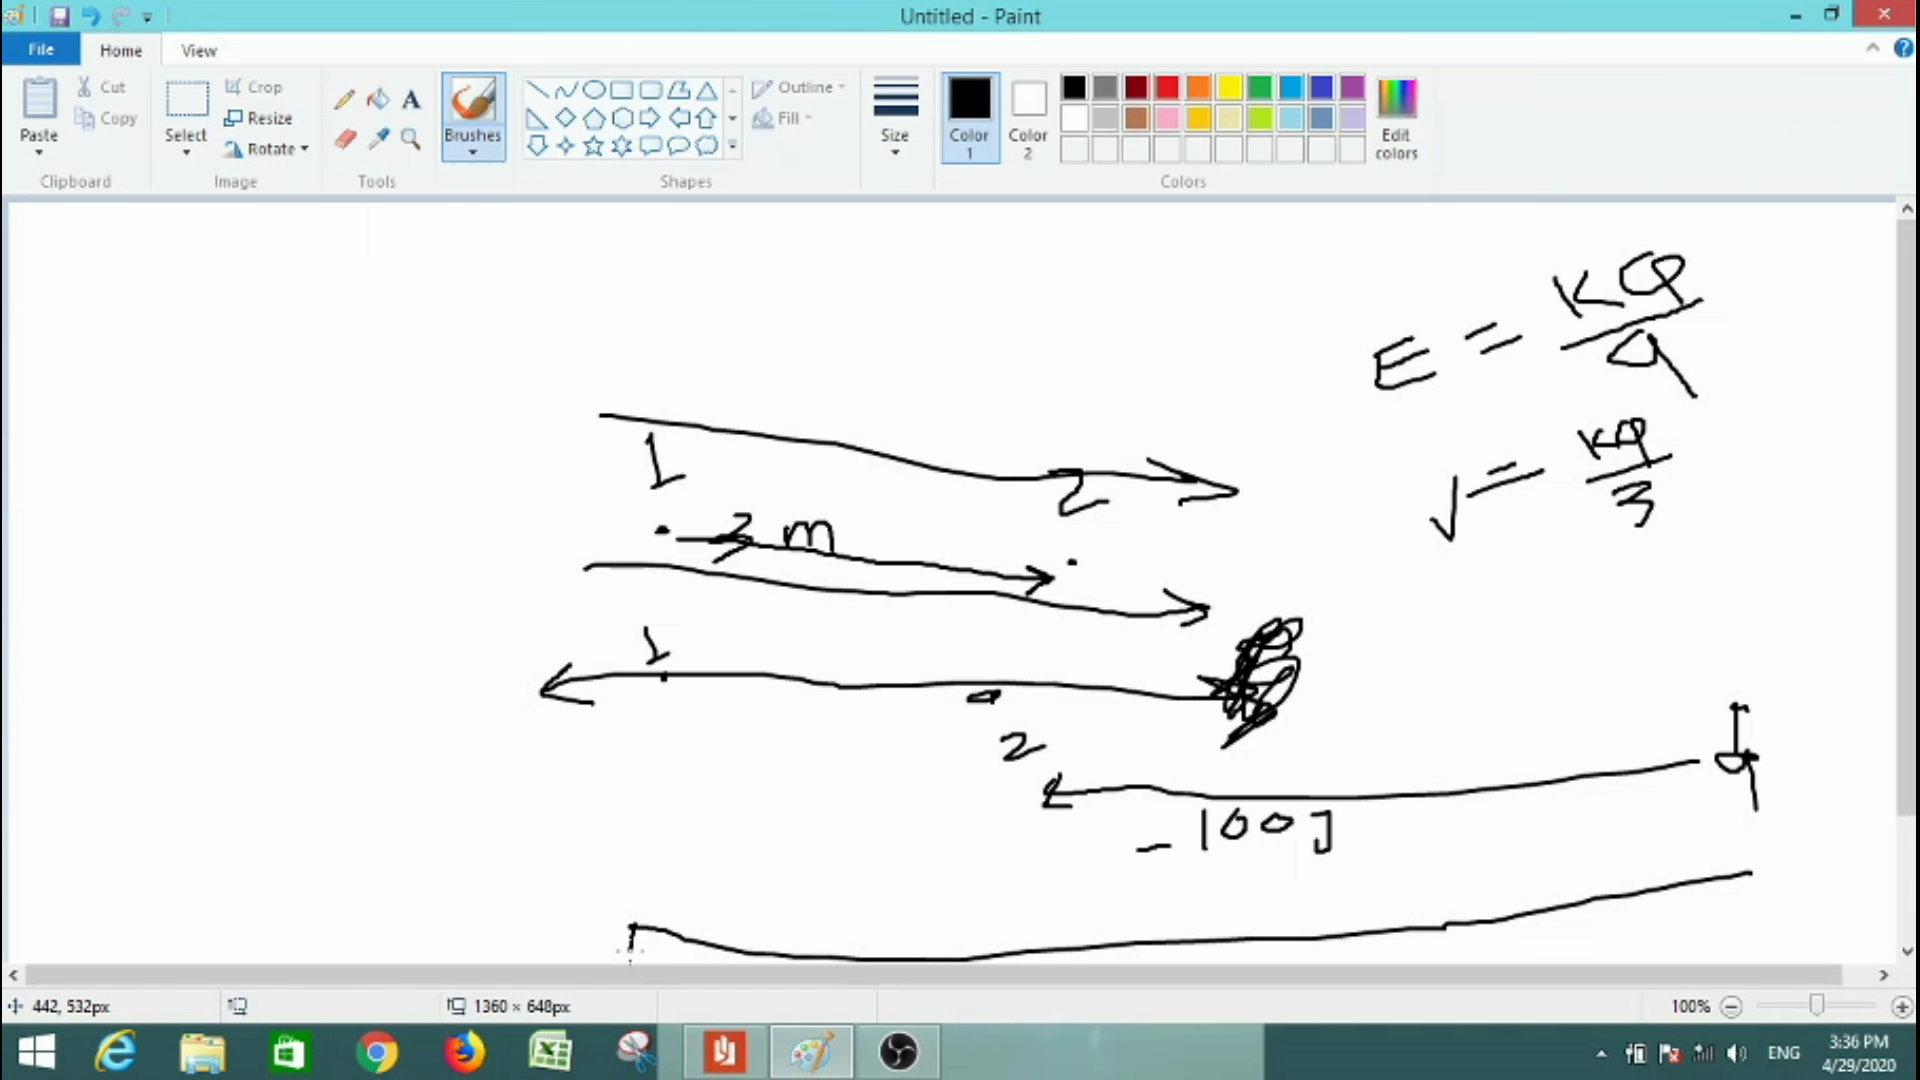 Untitled - Paint
File
Home
View
Paste
Cut
Copy
Clipboard
Select
Crop
Resize
Rotate
Image
A
Tools
Brushes
Outline
Fill
Shapes
Size
Color 1
Color 2
Edit colors
Colors
E = KQ/9
V = KQ/3
1
2
3 m
1
2
- 100 J
442, 532px
1360 × 648px
100%
ENG
3:36 PM
4/29/2020